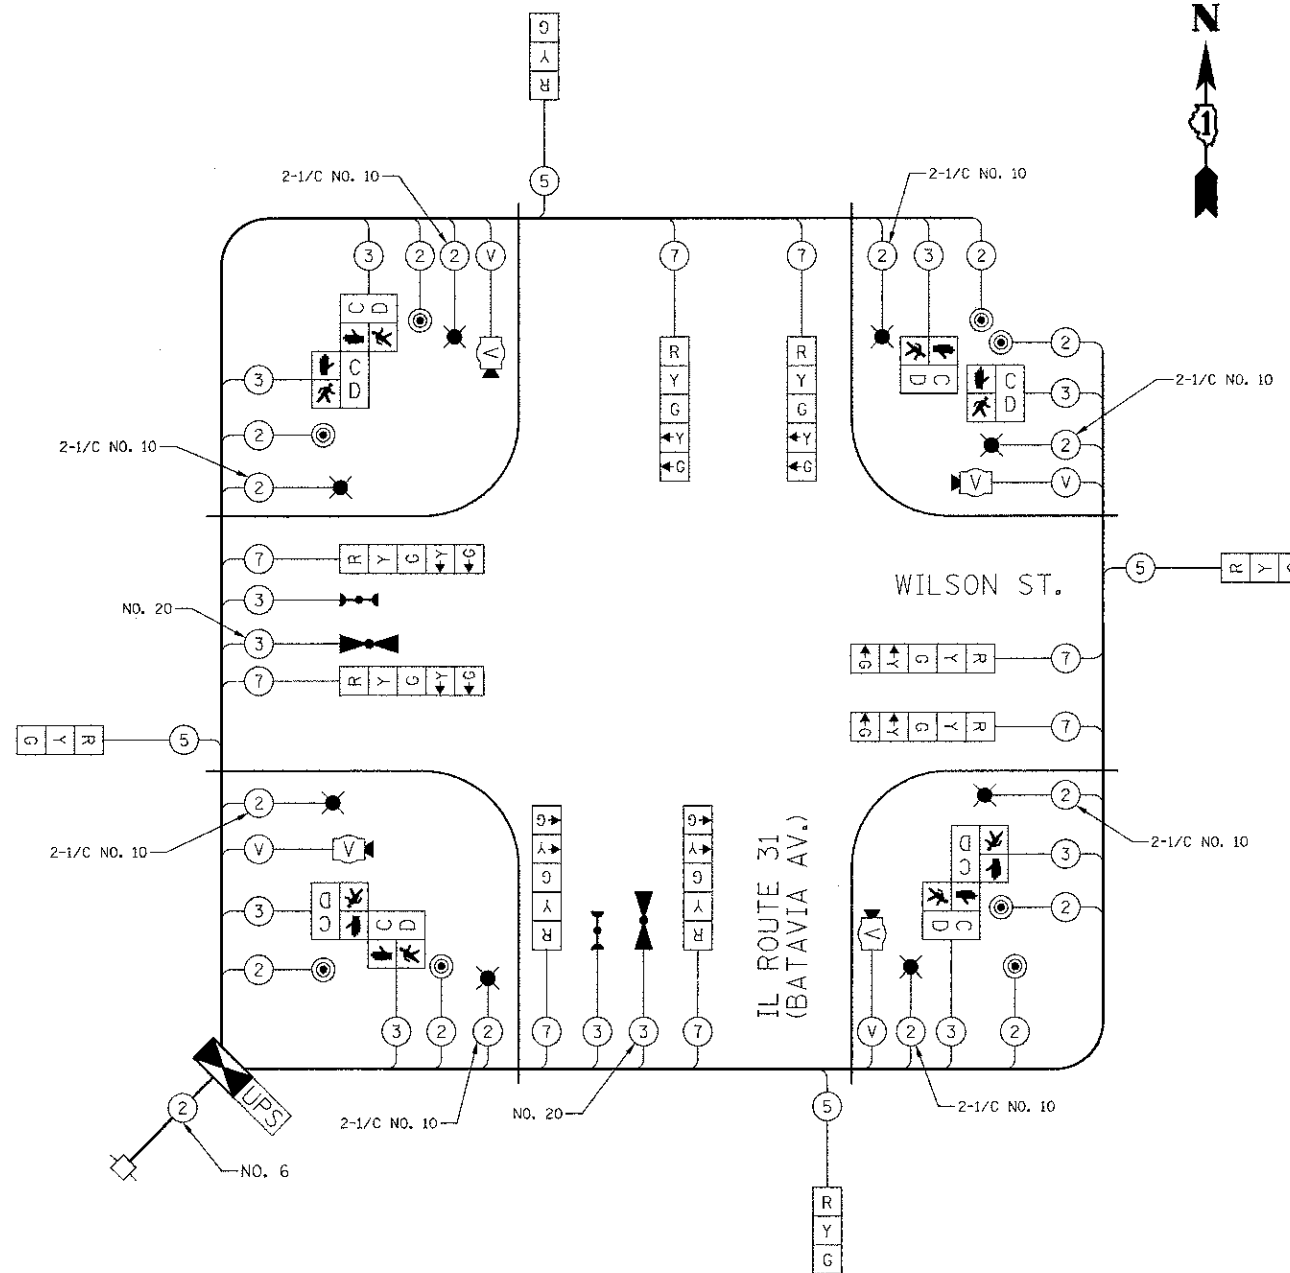 N
1
G
Y
R
5
2-1/C NO. 10
2-1/C NO. 10
3 2 2 V
7 7
2 3 2
C D
V
R Y G Y G
R Y G Y G
D C
2
3
C D
3
C D
2-1/C NO. 10
2-1/C NO. 10
2
2
2
V
V
7
R Y G Y G
WILSON ST.
5
R Y
3
NO. 20
3
7
R Y G Y G
G Y G Y R
7
G Y G Y R
7
G Y R
5
2
2-1/C NO. 10
V
V
3
D C
C D
2
G Y G Y R
G Y G Y R
IL ROUTE 31
(BATAVIA AV.)
2
2-1/C NO. 10
D C
3
D C
2
V
3 2 2
7 3 3 7
V 2 3 2
2-1/C NO. 10
NO. 20
2-1/C NO. 10
UPS
2
NO. 6
5
R
Y
G